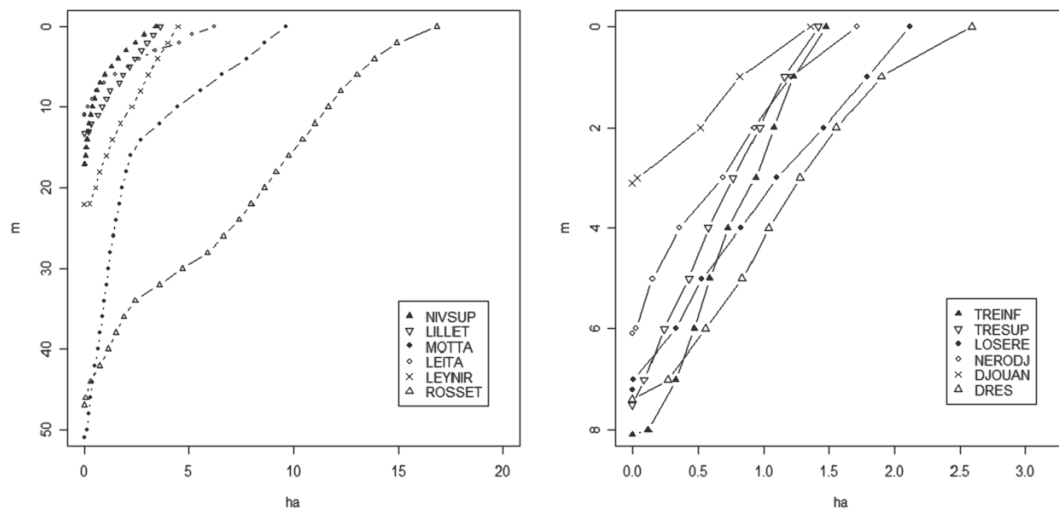 m
0
10
20
30
40
50
NIVSUP
LILLET
MOTTA
LEITA
LEYNIR
ROSSET
0
5
10
15
20
ha
m
0
2
4
6
8
TREINF
TRESUP
LOSERE
NERODJ
DJOUAN
DRES
0.0
0.5
1.0
1.5
2.0
2.5
3.0
ha